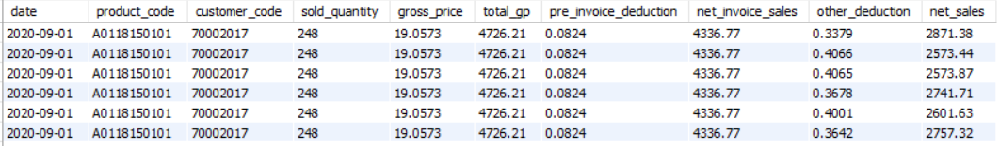 date product_code customer_code sold_quantity gross_price total_gp pre_invoice_deduction net_invoice_sales other_deduction net_sales
2020-09-01 A0118150101 70002017 248 19.0573 4726.21 0.0824 4336.77 0.3379 2871.38
2020-09-01 A0118150101 70002017 248 19.0573 4726.21 0.0824 4336.77 0.4066 2573.44
2020-09-01 A0118150101 70002017 248 19.0573 4726.21 0.0824 4336.77 0.4065 2573.87
2020-09-01 A0118150101 70002017 248 19.0573 4726.21 0.0824 4336.77 0.3678 2741.71
2020-09-01 A0118150101 70002017 248 19.0573 4726.21 0.0824 4336.77 0.4001 2601.63
2020-09-01 A0118150101 70002017 248 19.0573 4726.21 0.0824 4336.77 0.3642 2757.32